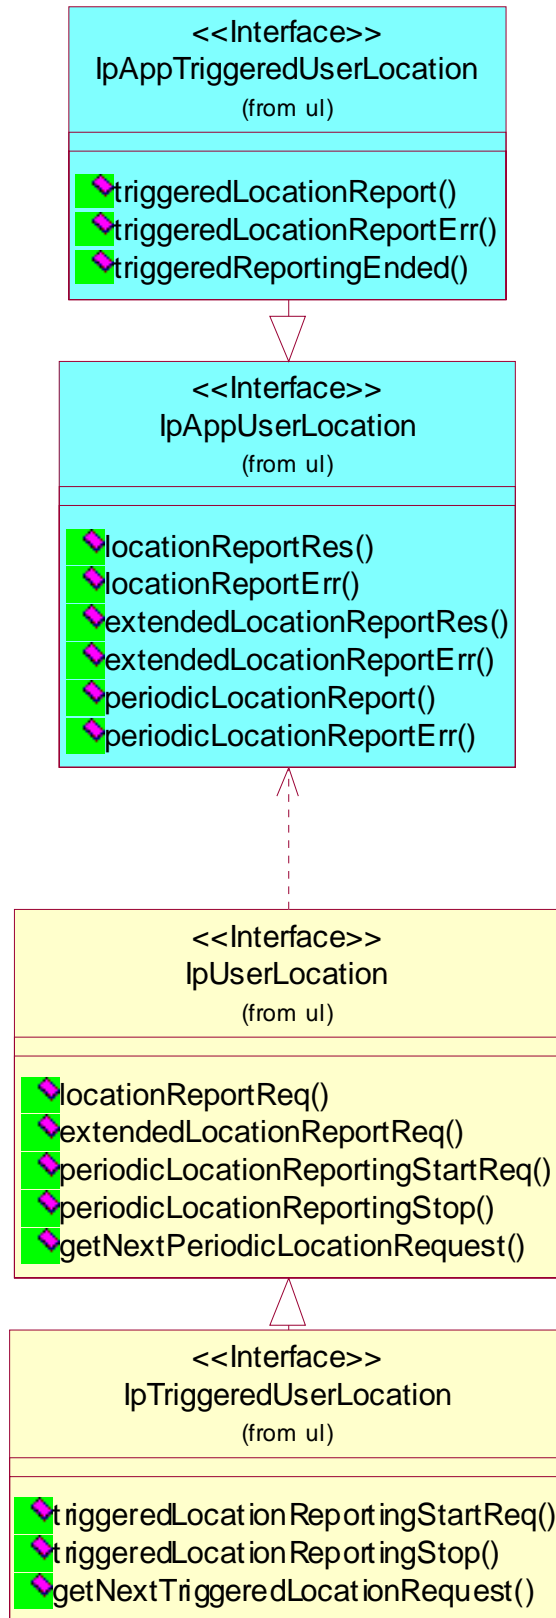 <<Interface>>
IpAppTriggeredUserLocation
(from ul)
triggeredLocationReport()
triggeredLocationReportErr()
triggeredReportingEnded()
<<Interface>>
IpAppUserLocation
(from ul)
locationReportRes()
locationReportErr()
extendedLocationReportRes()
extendedLocationReportErr()
periodicLocationReport()
periodicLocationReportErr()
<<Interface>>
IpUserLocation
(from ul)
locationReportReq()
extendedLocationReportReq()
periodicLocationReportingStartReq()
periodicLocationReportingStop()
getNextPeriodicLocationRequest()
<<Interface>>
IpTriggeredUserLocation
(from ul)
triggeredLocationReportingStartReq()
triggeredLocationReportingStop()
getNextTriggeredLocationRequest()